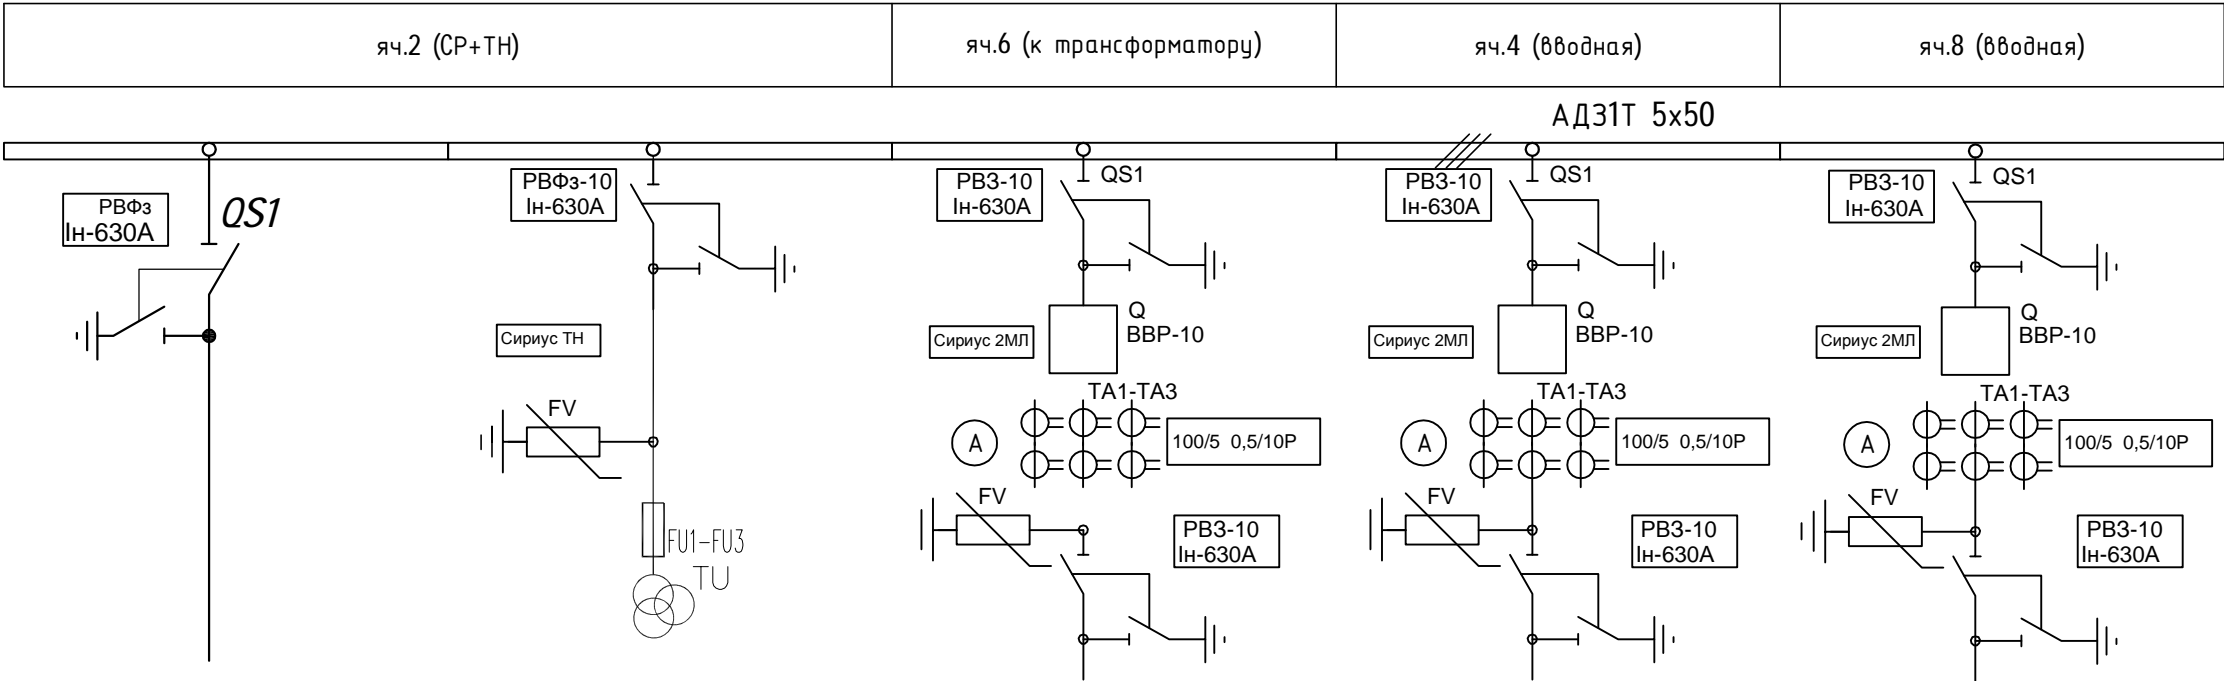 яч.2 (СР+ТН)
яч.6 (к трансформатору)
яч.4 (вводная)
яч.8 (вводная)
АД31Т 5х50
РВФз
Iн-630А
QS1
РВФз-10
Iн-630А
Сириус ТН
FV
FU1-FU3
TU
РВЗ-10
Iн-630А
QS1
Q
ВВР-10
Сириус 2МЛ
ТА1-ТА3
А
100/5 0,5/10Р
FV
РВЗ-10
Iн-630А
РВЗ-10
Iн-630А
QS1
Q
ВВР-10
Сириус 2МЛ
ТА1-ТА3
А
100/5 0,5/10Р
FV
РВЗ-10
Iн-630А
РВЗ-10
Iн-630А
QS1
Q
ВВР-10
Сириус 2МЛ
ТА1-ТА3
А
100/5 0,5/10Р
FV
РВЗ-10
Iн-630А